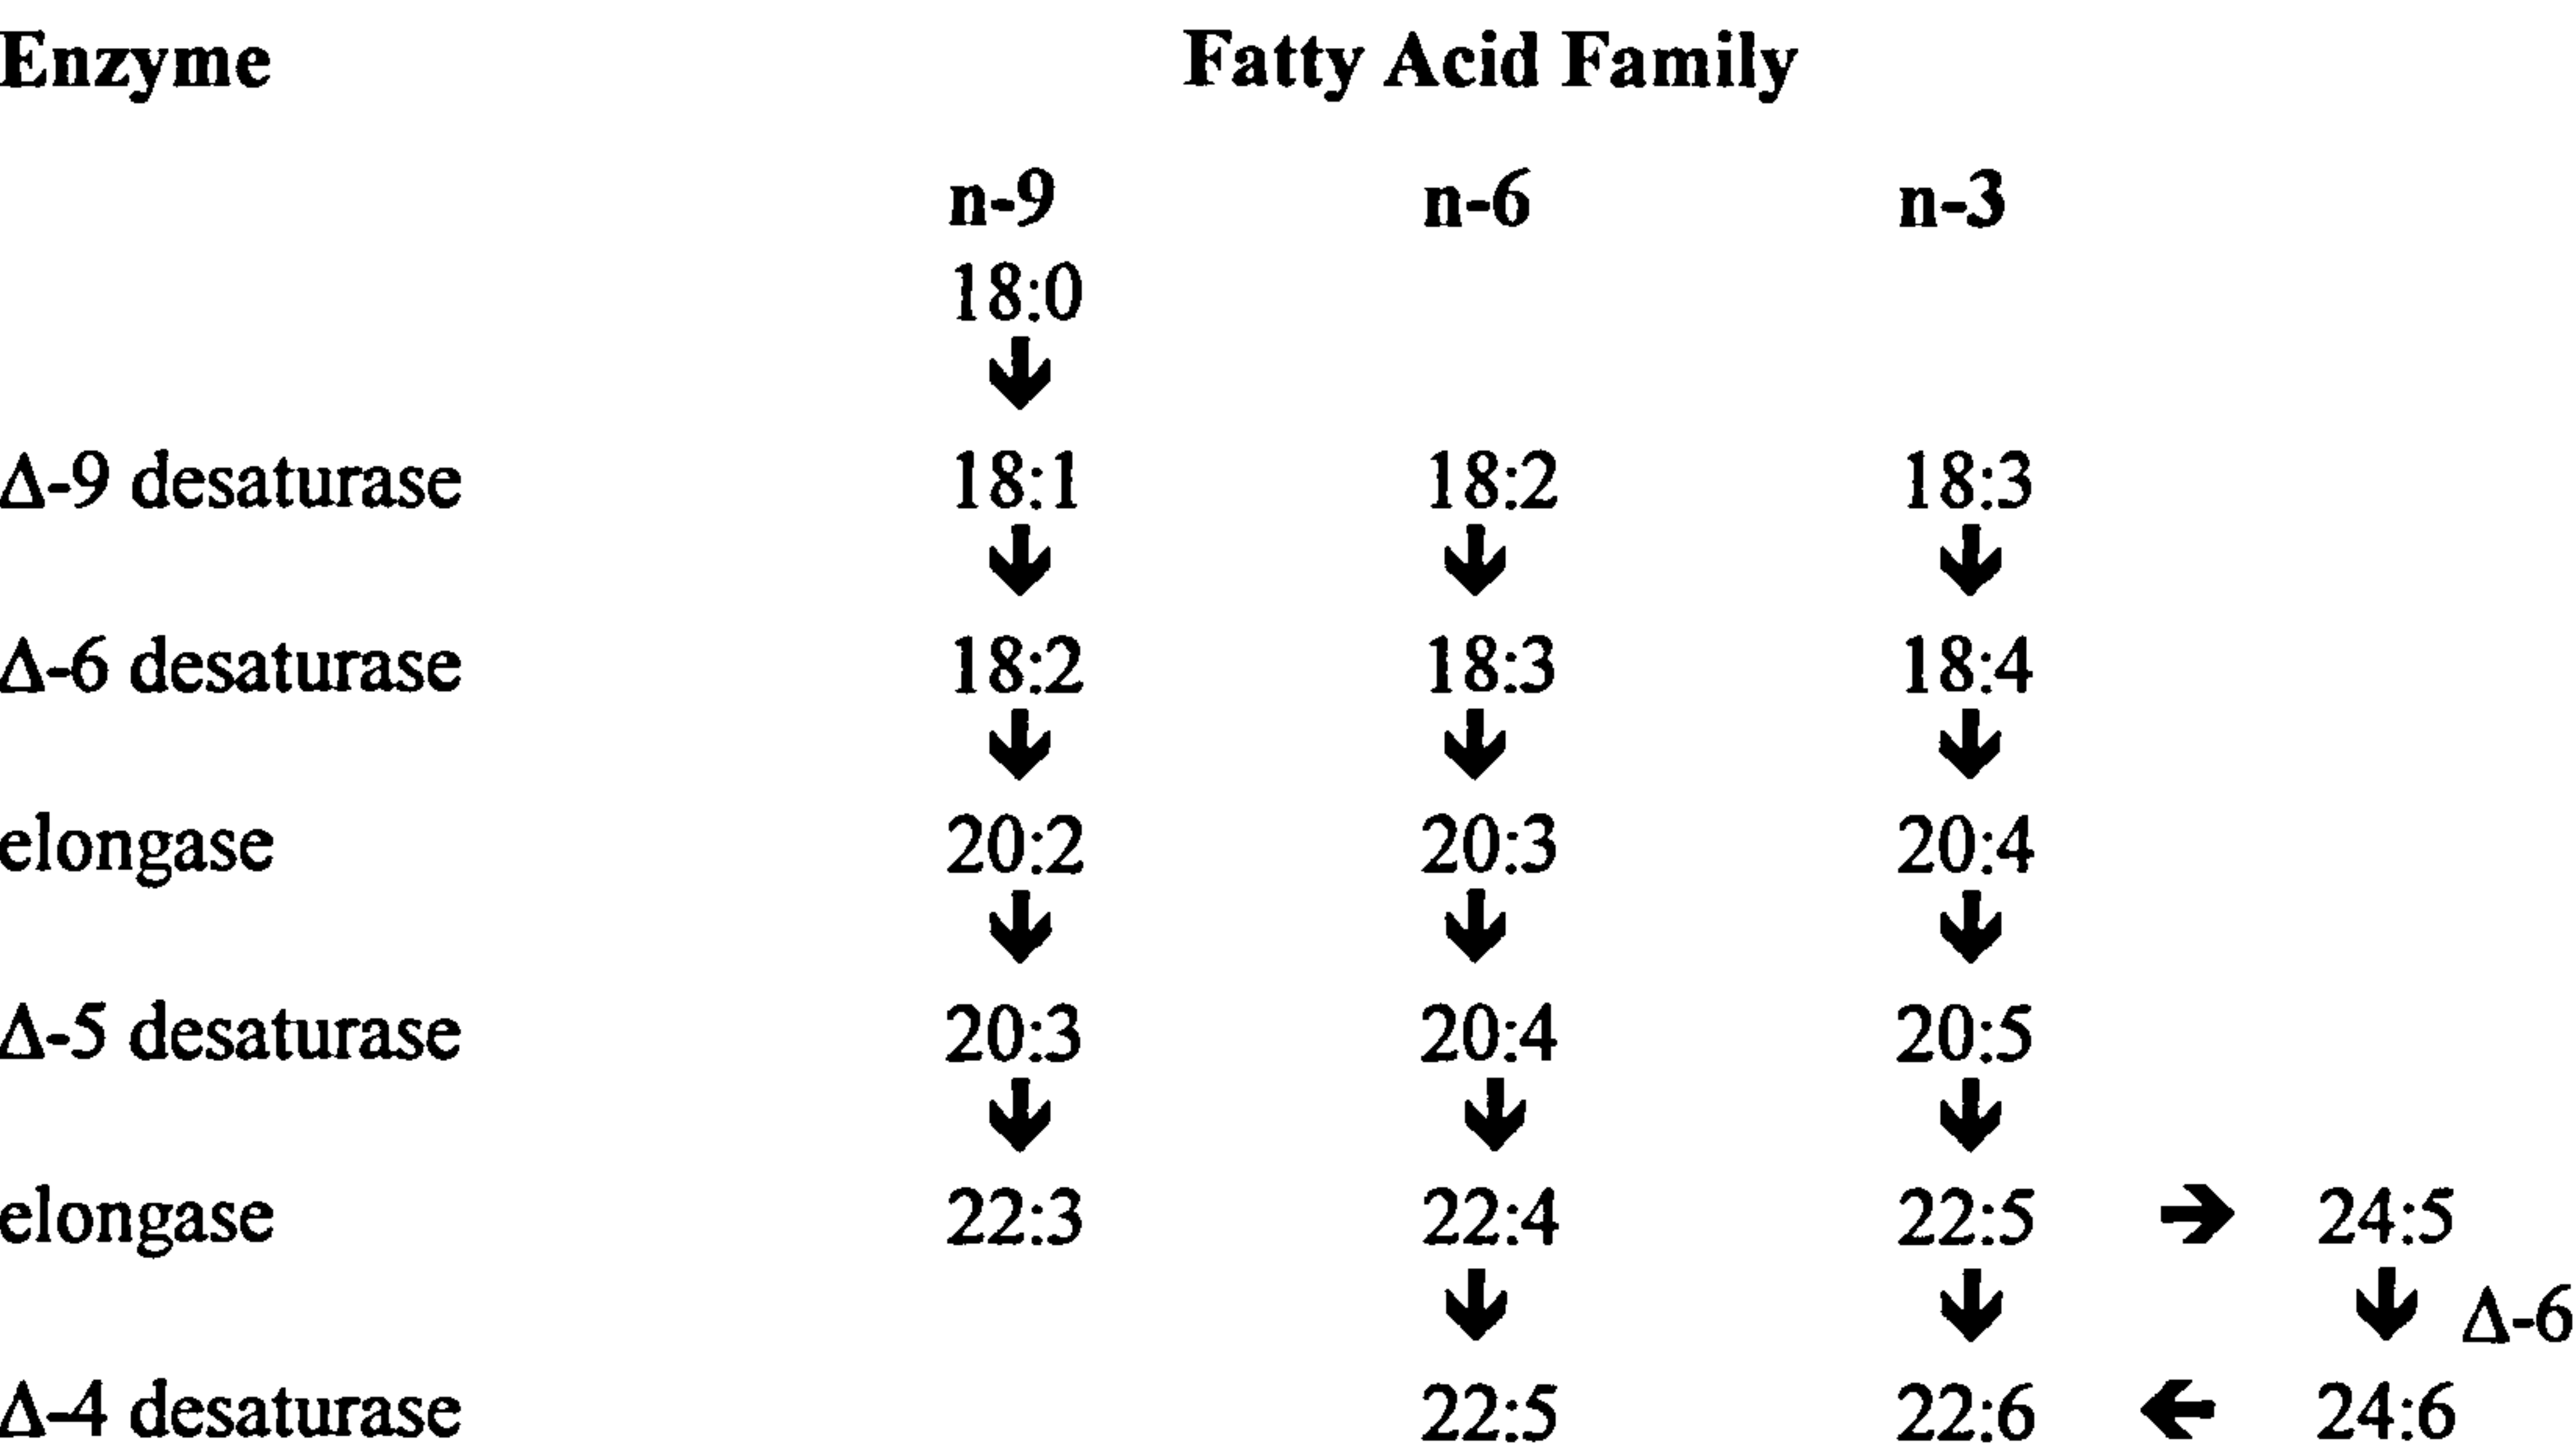 Enzyme Fatty Acid Family
n-9 n-6 n-3
18:0
Δ-9 desaturase 18:1 18:2 18:3
Δ-6 desaturase 18:2 18:3 18:4
elongase 20:2 20:3 20:4
Δ-5 desaturase 20:3 20:4 20:5
elongase 22:3 22:4 22:5 24:5
Δ-6
Δ-4 desaturase 22:5 22:6 24:6